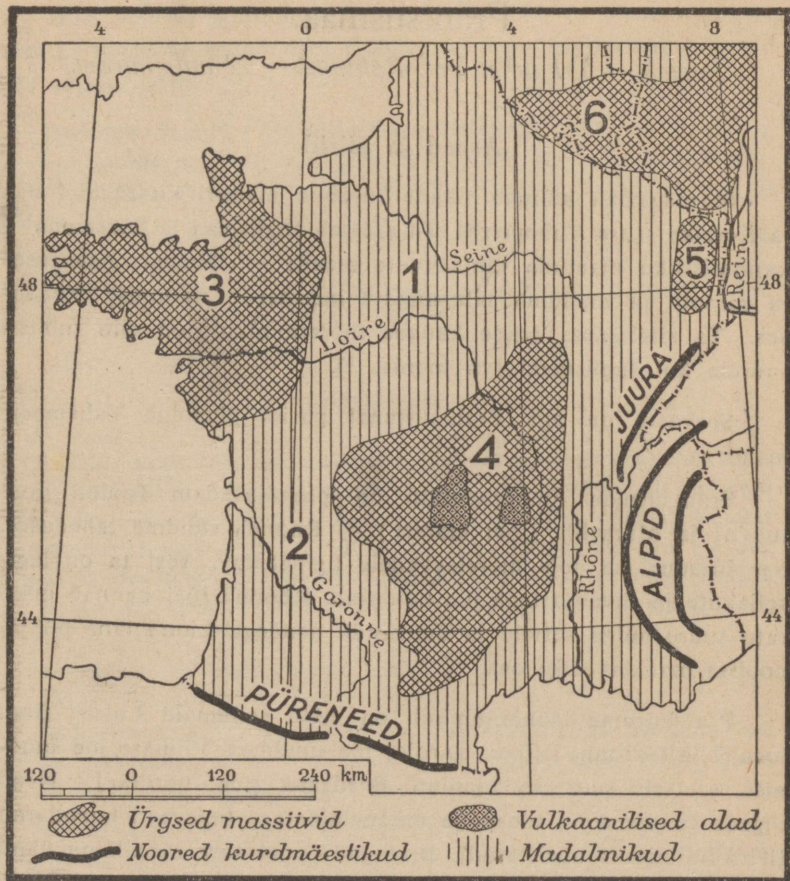 4 0 4 8
6
5
Rein
Seine
3
1
48 48
Loire
JUURA
4
ALPID
Rhône
2
Garonne
44 44
PÜRENEED
120 0 120 240 km
Ürgsed massiivid Vulkaanilised alad
Noored kurdmäestikud Madalmikud